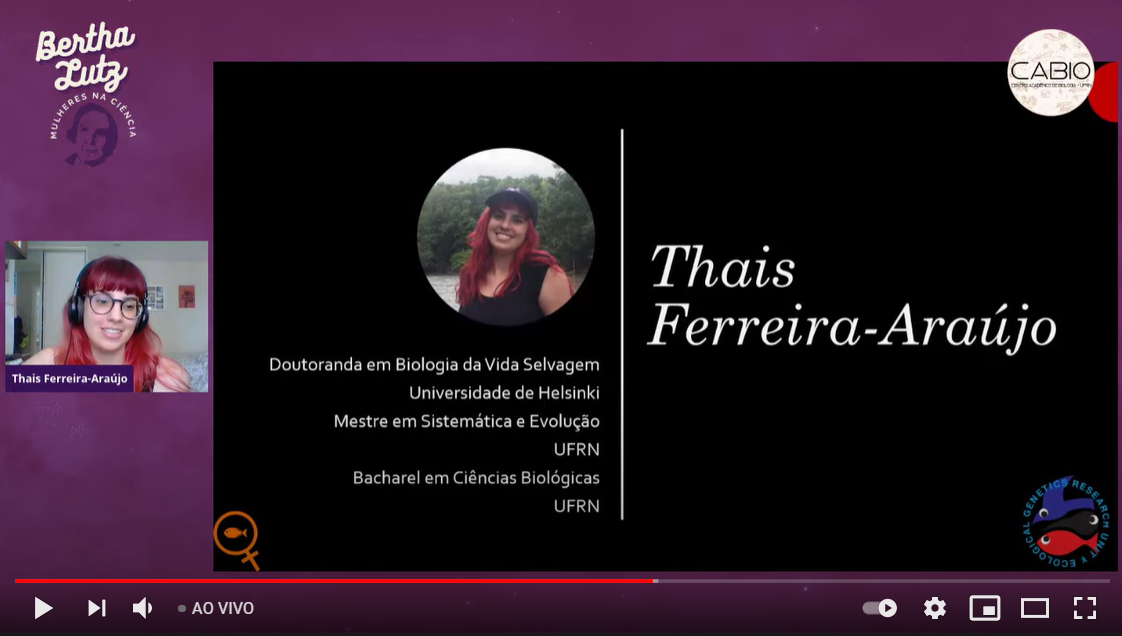 Bertha
Lutz
MULHERES NA CIÊNCIA
CABIO
CENTRO ACADÊMICO DE BIOLOGIA - UFRN
Thais
Ferreira-Araújo
Thais Ferreira-Araújo
Doutoranda em Biologia da Vida Selvagem
Universidade de Helsinki
Mestre em Sistemática e Evolução
UFRN
Bacharel em Ciências Biológicas
UFRN
ECOLOGICAL GENETICS RESEARCH UNIT
AO VIVO